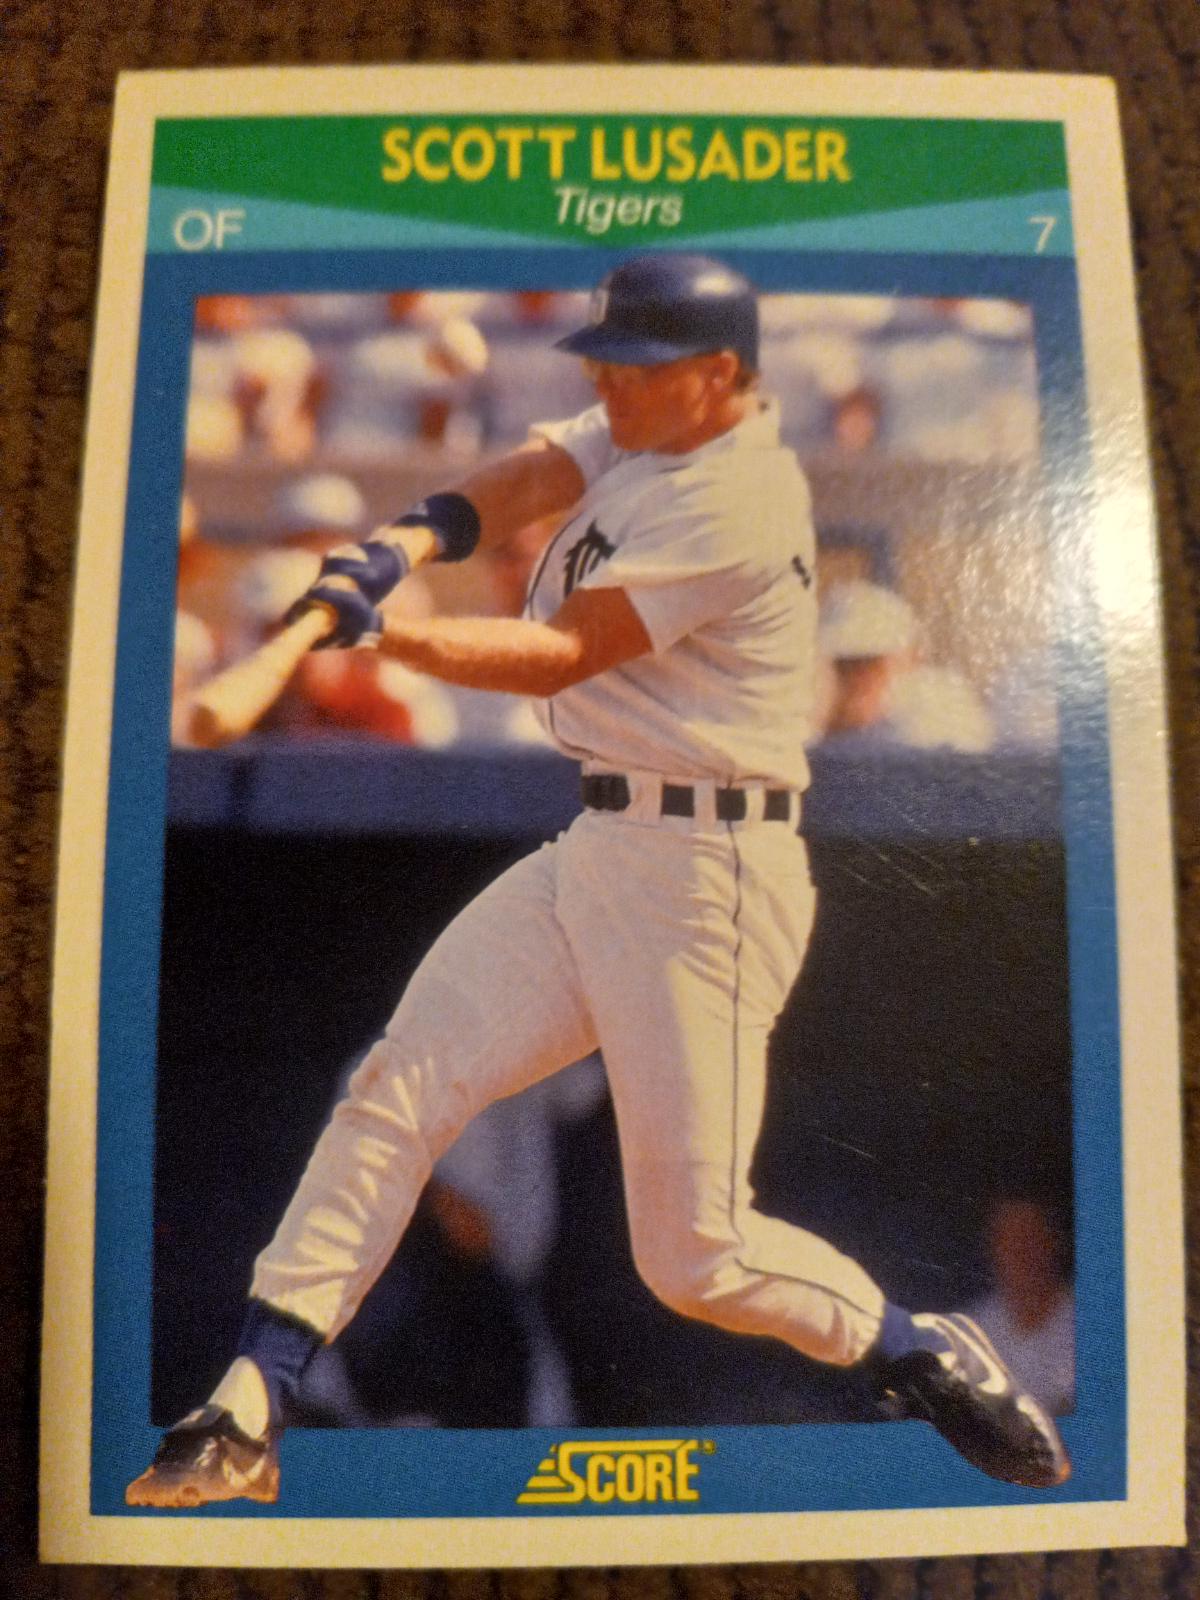 SCOTT LUSADER
Tigers
OF 7
SCORE®